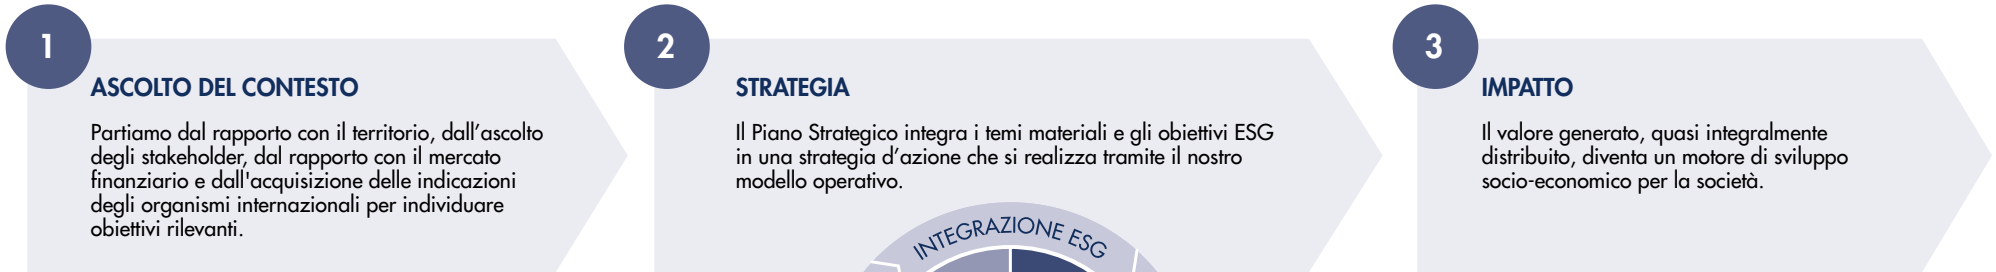 1
ASCOLTO DEL CONTESTO
Partiamo dal rapporto con il territorio, dall’ascolto
degli stakeholder, dal rapporto con il mercato
finanziario e dall'acquisizione delle indicazioni
degli organismi internazionali per individuare
obiettivi rilevanti.
2
STRATEGIA
Il Piano Strategico integra i temi materiali e gli obiettivi ESG
in una strategia d’azione che si realizza tramite il nostro
modello operativo.
INTEGRAZIONE ESG
3
IMPATTO
Il valore generato, quasi integralmente
distribuito, diventa un motore di sviluppo
socio-economico per la società.